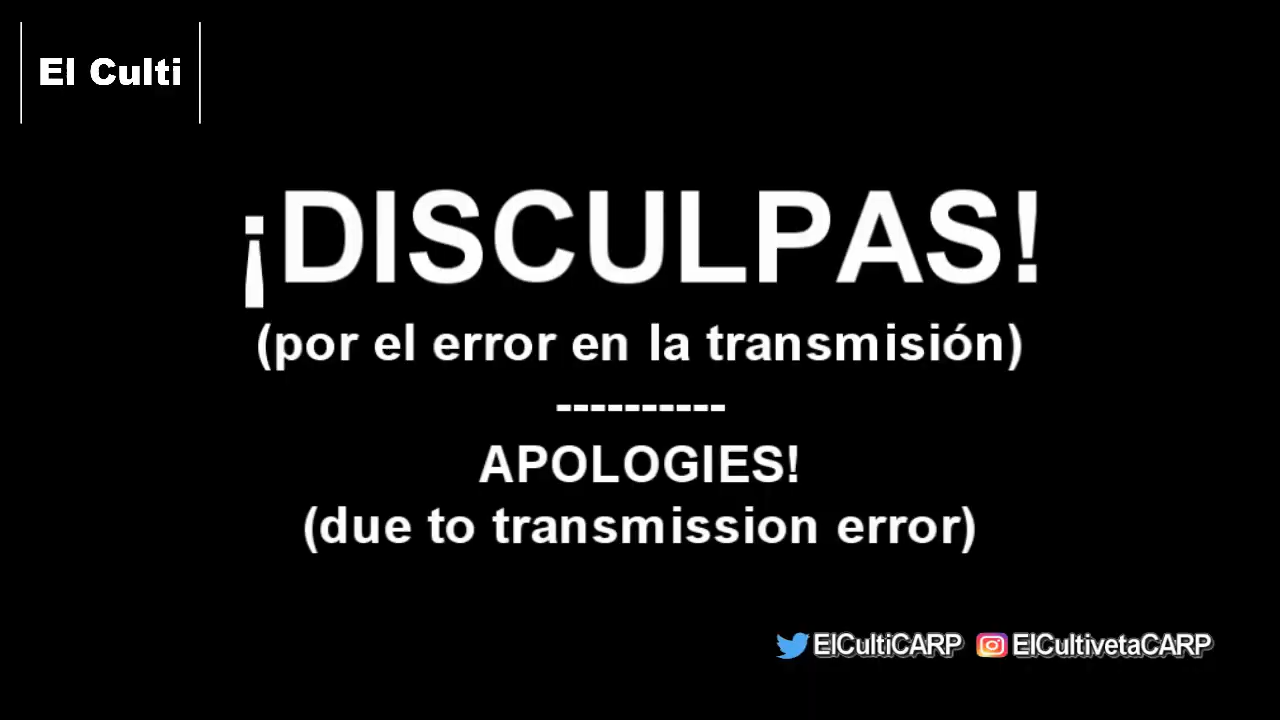 El Culti
¡DISCULPAS!
(por el error en la transmisión)
----------
APOLOGIES!
(due to transmission error)
ElCultiCARP ElCultivetaCARP